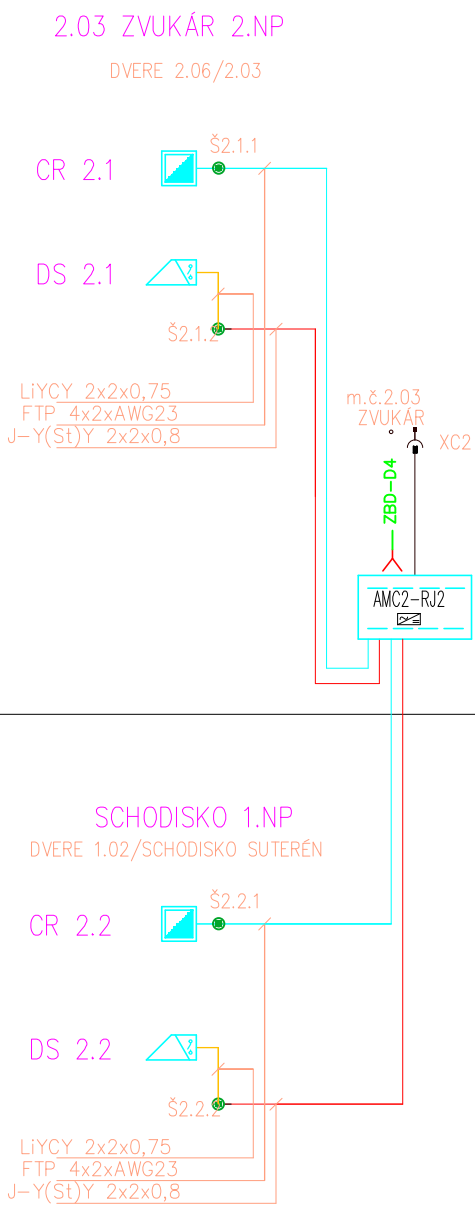 2.03 ZVUKÁR 2.NP
DVERE 2.06/2.03
Š2.1.1
CR 2.1
DS 2.1
Š2.1.2
LiYCY 2x2x0,75
FTP 4x2xAWG23
J-Y(St)Y 2x2x0,8
m.č.2.03
ZVUKÁR
XC2
ZBD-D4
AMC2-RJ2
SCHODISKO 1.NP
DVERE 1.02/SCHODISKO SUTERÉN
Š2.2.1
CR 2.2
DS 2.2
Š2.2.2
LiYCY 2x2x0,75
FTP 4x2xAWG23
J-Y(St)Y 2x2x0,8